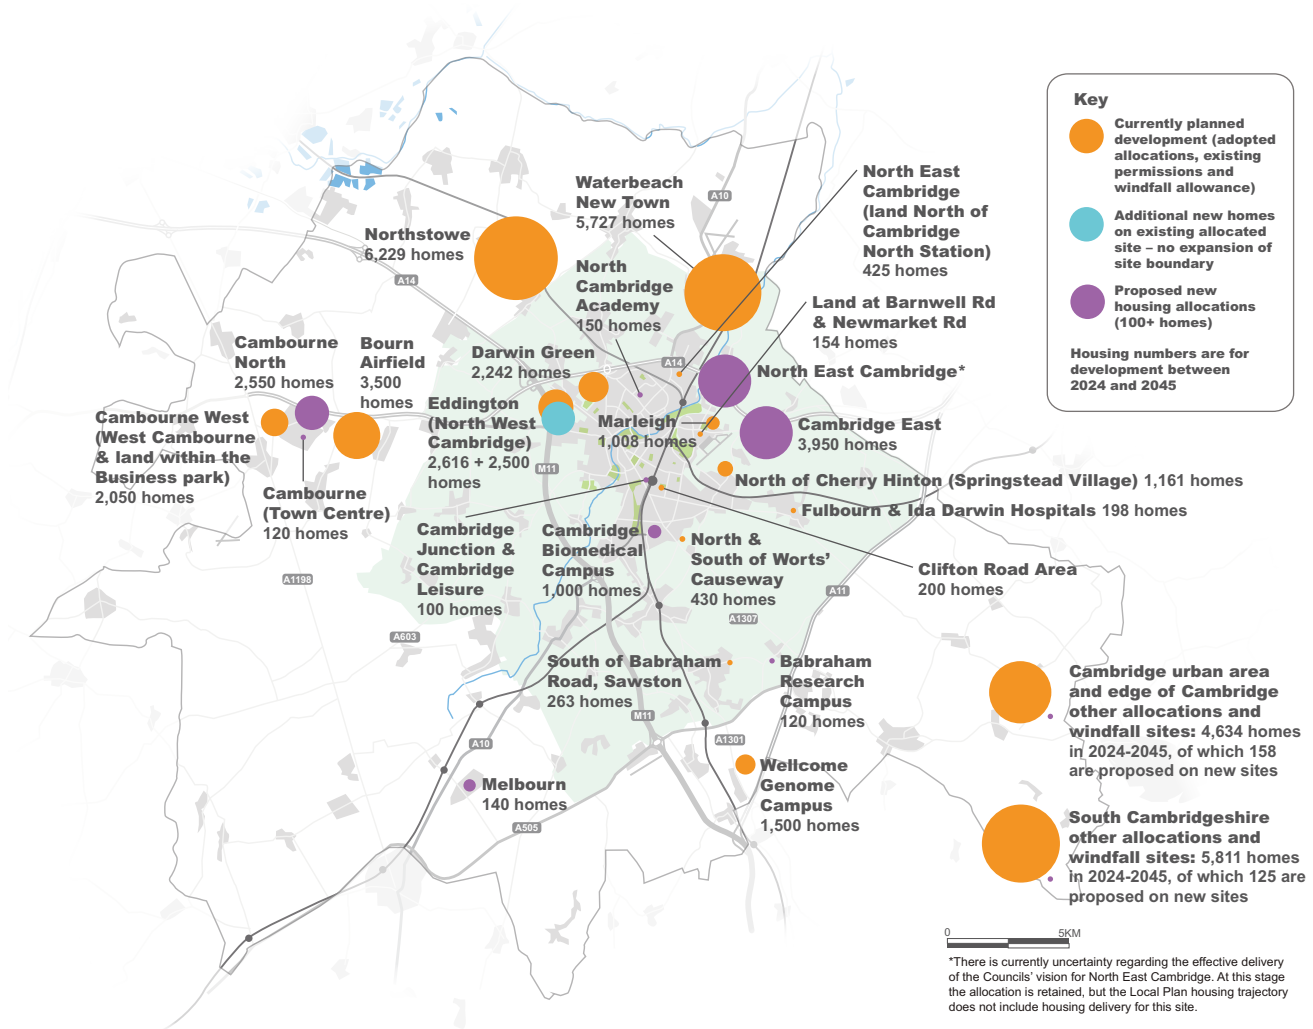 Key
Currently planned
development (adopted
allocations, existing
permissions and
windfall allowance)
Additional new homes
on existing allocated
site – no expansion of
site boundary
Proposed new
housing allocations
(100+ homes)
Housing numbers are for
development between
2024 and 2045
North East
Cambridge
(land North of
Cambridge
North Station)
425 homes
Waterbeach
New Town
5,727 homes
A10
Northstowe
6,229 homes
A14
North
Cambridge
Academy
150 homes
Land at Barnwell Rd
& Newmarket Rd
154 homes
Cambourne
North
2,550 homes
Bourn
Airfield
3,500
homes
Darwin Green
2,242 homes
A14
North East Cambridge*
Cambourne West
(West Cambourne
& land within the
Business park)
2,050 homes
Eddington
(North West
Cambridge)
2,616 + 2,500
homes
Marleigh
1,008 homes
Cambridge East
3,950 homes
M11
North of Cherry Hinton (Springstead Village) 1,161 homes
Cambourne
(Town Centre)
120 homes
Fulbourn & Ida Darwin Hospitals 198 homes
Cambridge
Junction &
Cambridge
Leisure
100 homes
Cambridge
Biomedical
Campus
1,000 homes
North &
South of Worts’
Causeway
430 homes
Clifton Road Area
200 homes
A1198
A11
A1307
A603
South of Babraham
Road, Sawston
263 homes
Babraham
Research
Campus
120 homes
M11
A1301
A10
Wellcome
Genome
Campus
1,500 homes
Melbourn
140 homes
A505
Cambridge urban area
and edge of Cambridge
other allocations and
windfall sites: 4,634 homes
in 2024-2045, of which 158
are proposed on new sites
South Cambridgeshire
other allocations and
windfall sites: 5,811 homes
in 2024-2045, of which 125 are
proposed on new sites
0 5KM
*There is currently uncertainty regarding the effective delivery
of the Councils’ vision for North East Cambridge. At this stage
the allocation is retained, but the Local Plan housing trajectory
does not include housing delivery for this site.